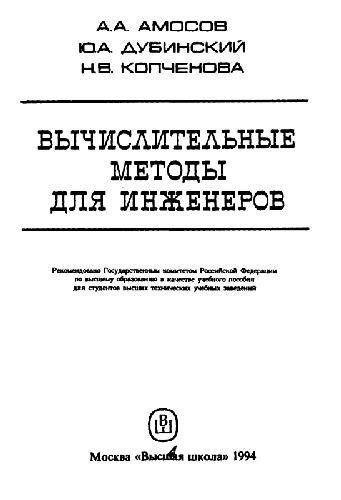 А.А. АМОСОВ
Ю.А. ДУБИНСКИЙ
Н.В. КОПЧЕНОВА
ВЫЧИСЛИТЕЛЬНЫЕ
МЕТОДЫ
ДЛЯ ИНЖЕНЕРОВ
Рекомендовано Государственным комитетом Российской Федерации
по высшему образованию в качестве учебного пособия
для студентов высших технических учебных заведений
В
Ш
Москва «Высшая школа» 1994